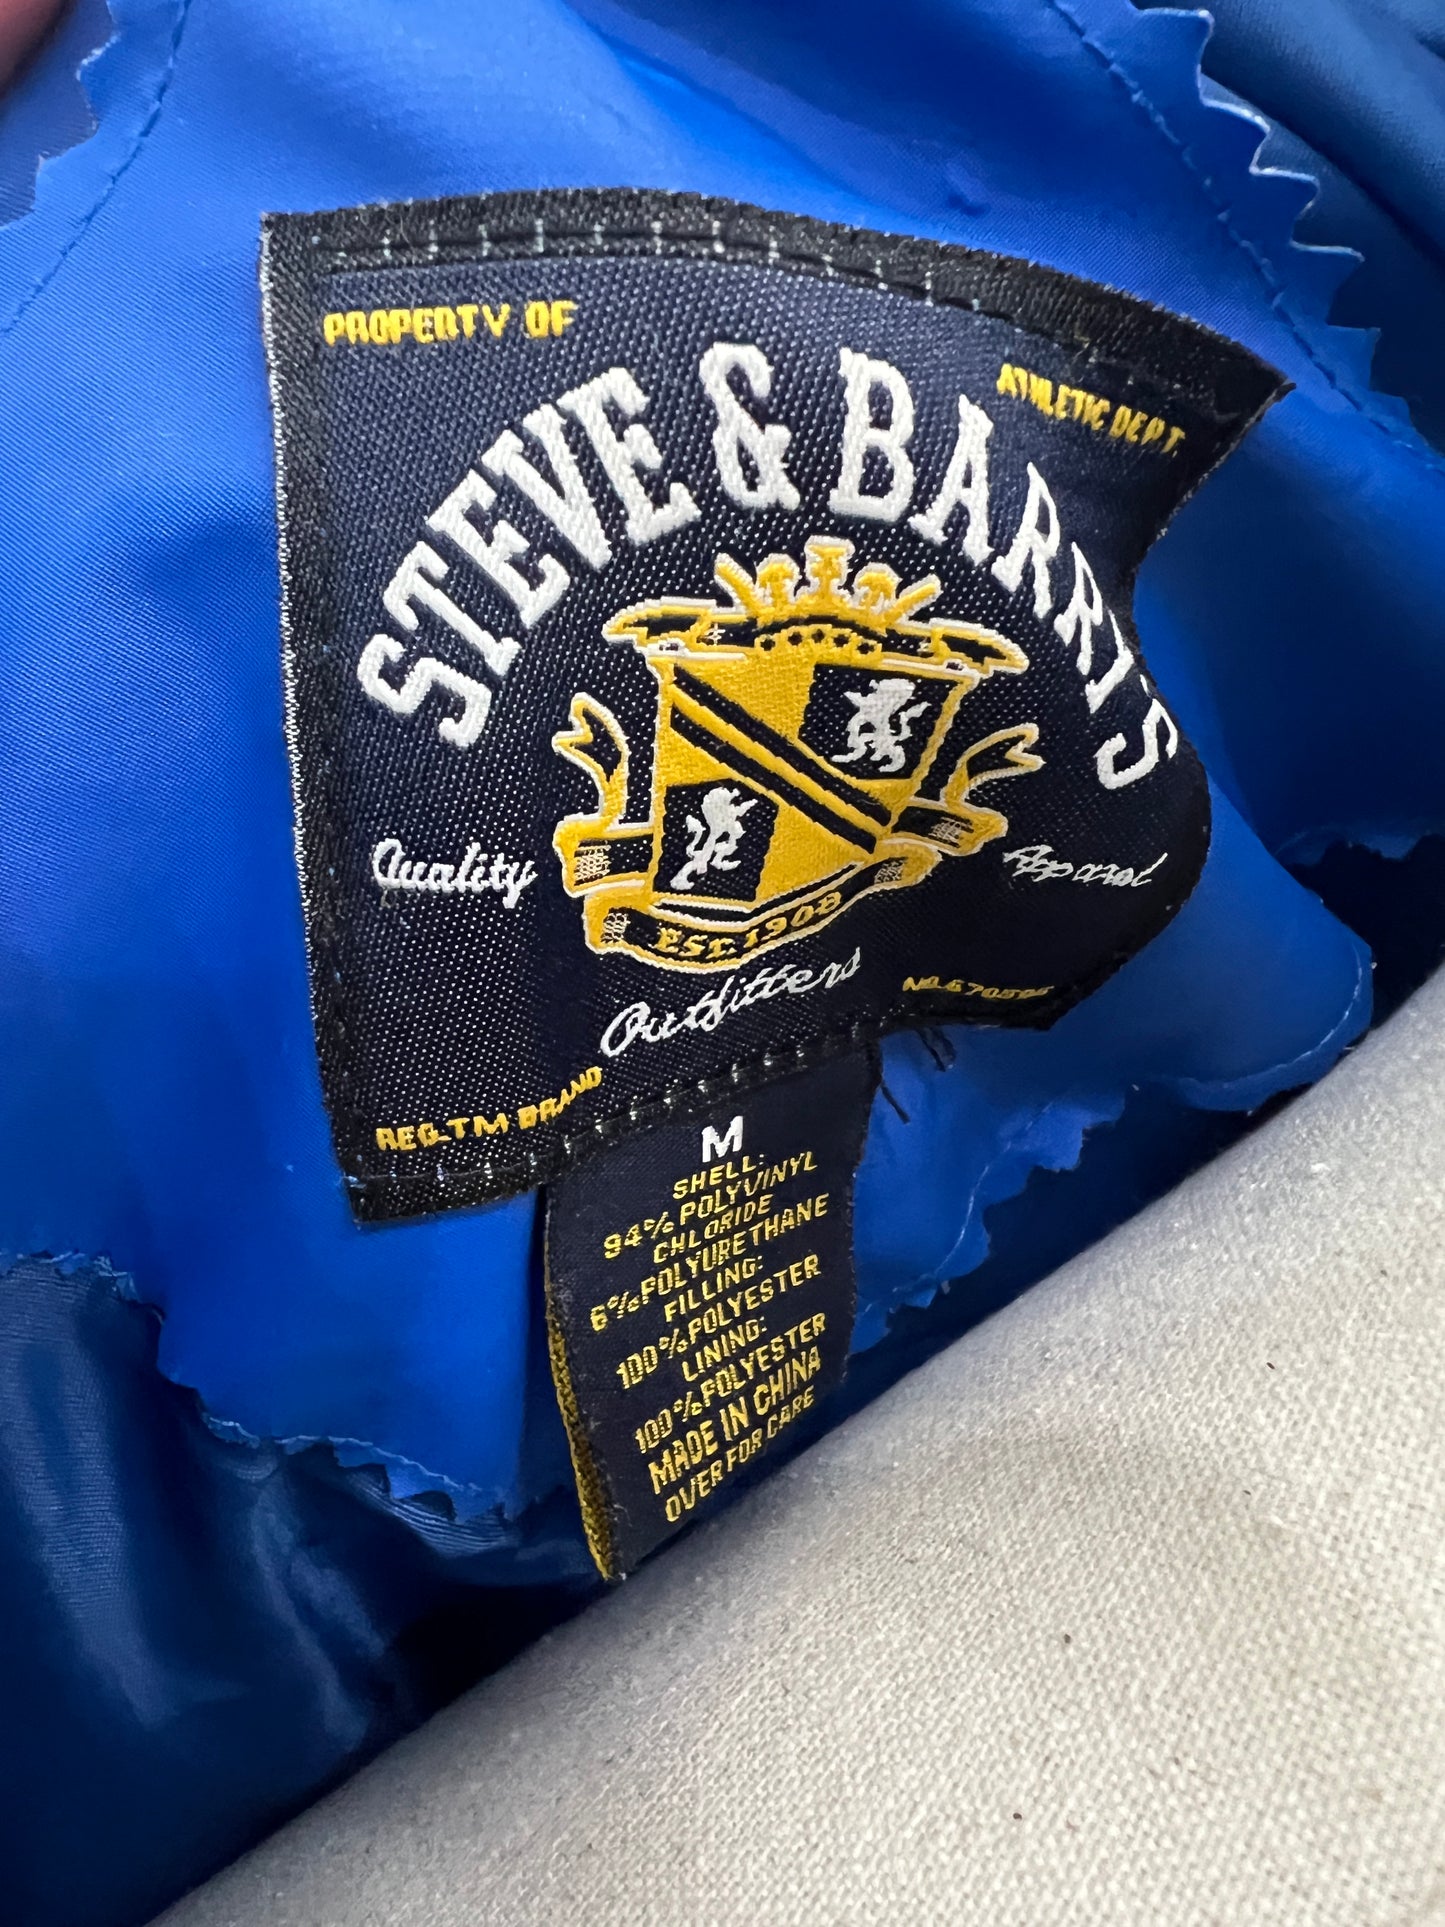 PROPERTY OF
ATHLETIC DEPT.
STEVE & BARRY'S
Quality
Apparel
EST. 1908
Outfitters
REG.TM BRAND
M
SHELL:
94% POLYVINYL
CHLORIDE
6% POLYURETHANE
FILLING:
100% POLYESTER
LINING:
100% POLYESTER
MADE IN CHINA
OVER FOR CARE